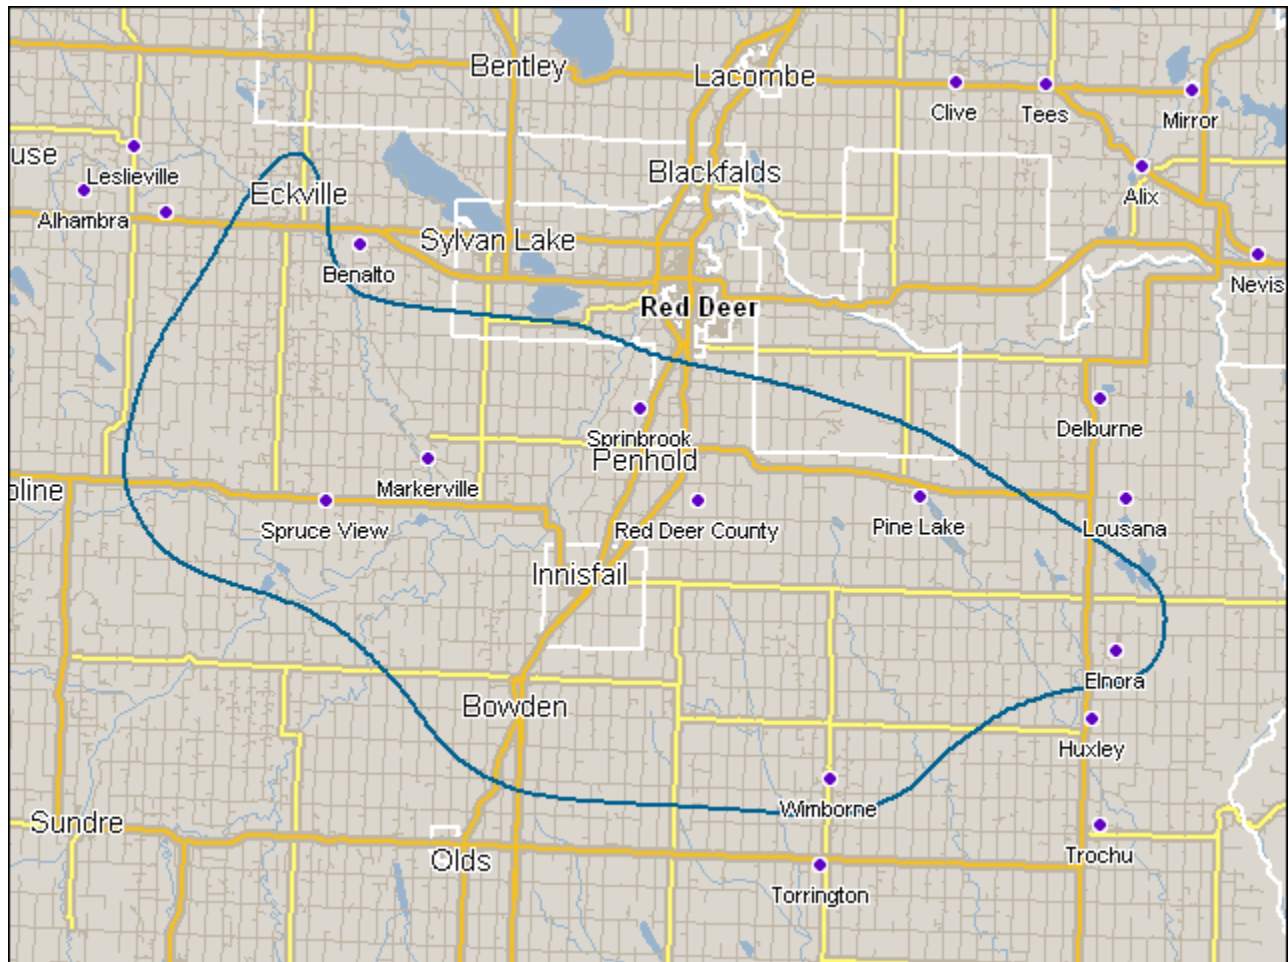 Bentley
Lacombe
Clive
Tees
Mirror
use
Leslieville
Blackfalds
Eckville
Alix
Alhambra
Sylvan Lake
Benalto
Nevis
Red Deer
Delburne
Sprinbrook
Penhold
oline
Markerville
Spruce View
Red Deer County
Pine Lake
Lousana
Innisfail
Elnora
Bowden
Huxley
Wimborne
Sundre
Olds
Trochu
Torrington